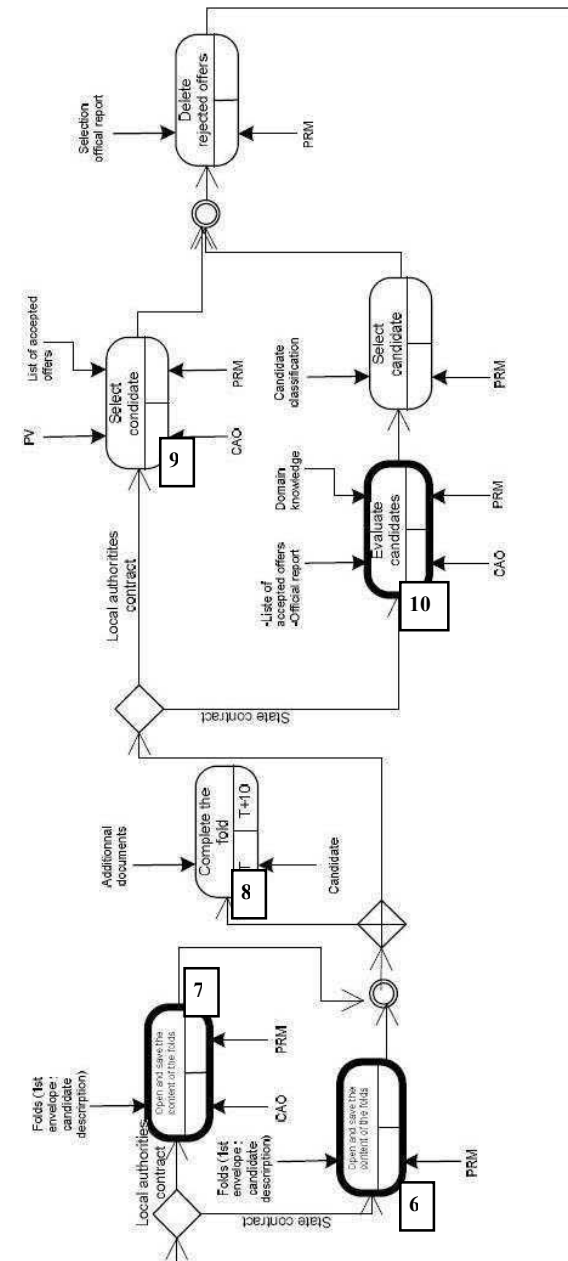 Folds (1st
envelope :
candidate
descrirption)
Local authorities
contract
Open and save the
content of the folds
7
CAO
PRM
State contract
Folds (1st
envelope :
candidate
descrirption)
Open and save the
content of the folds
6
PRM
Additionnal
documents
Complete the
fold
T
T+10
8
Candidate
Local authoritites
contract
State contract
PV
List of accepted
offers
Select
condidate
9
CAO
PRM
-Liste of
accepted offers
-Official report
Domain
knowledge
Evaluate
candidates
10
CAO
PRM
Candidate
classification
Select
candidate
PRM
Selection
offical report
Delete
rejected offers
PRM